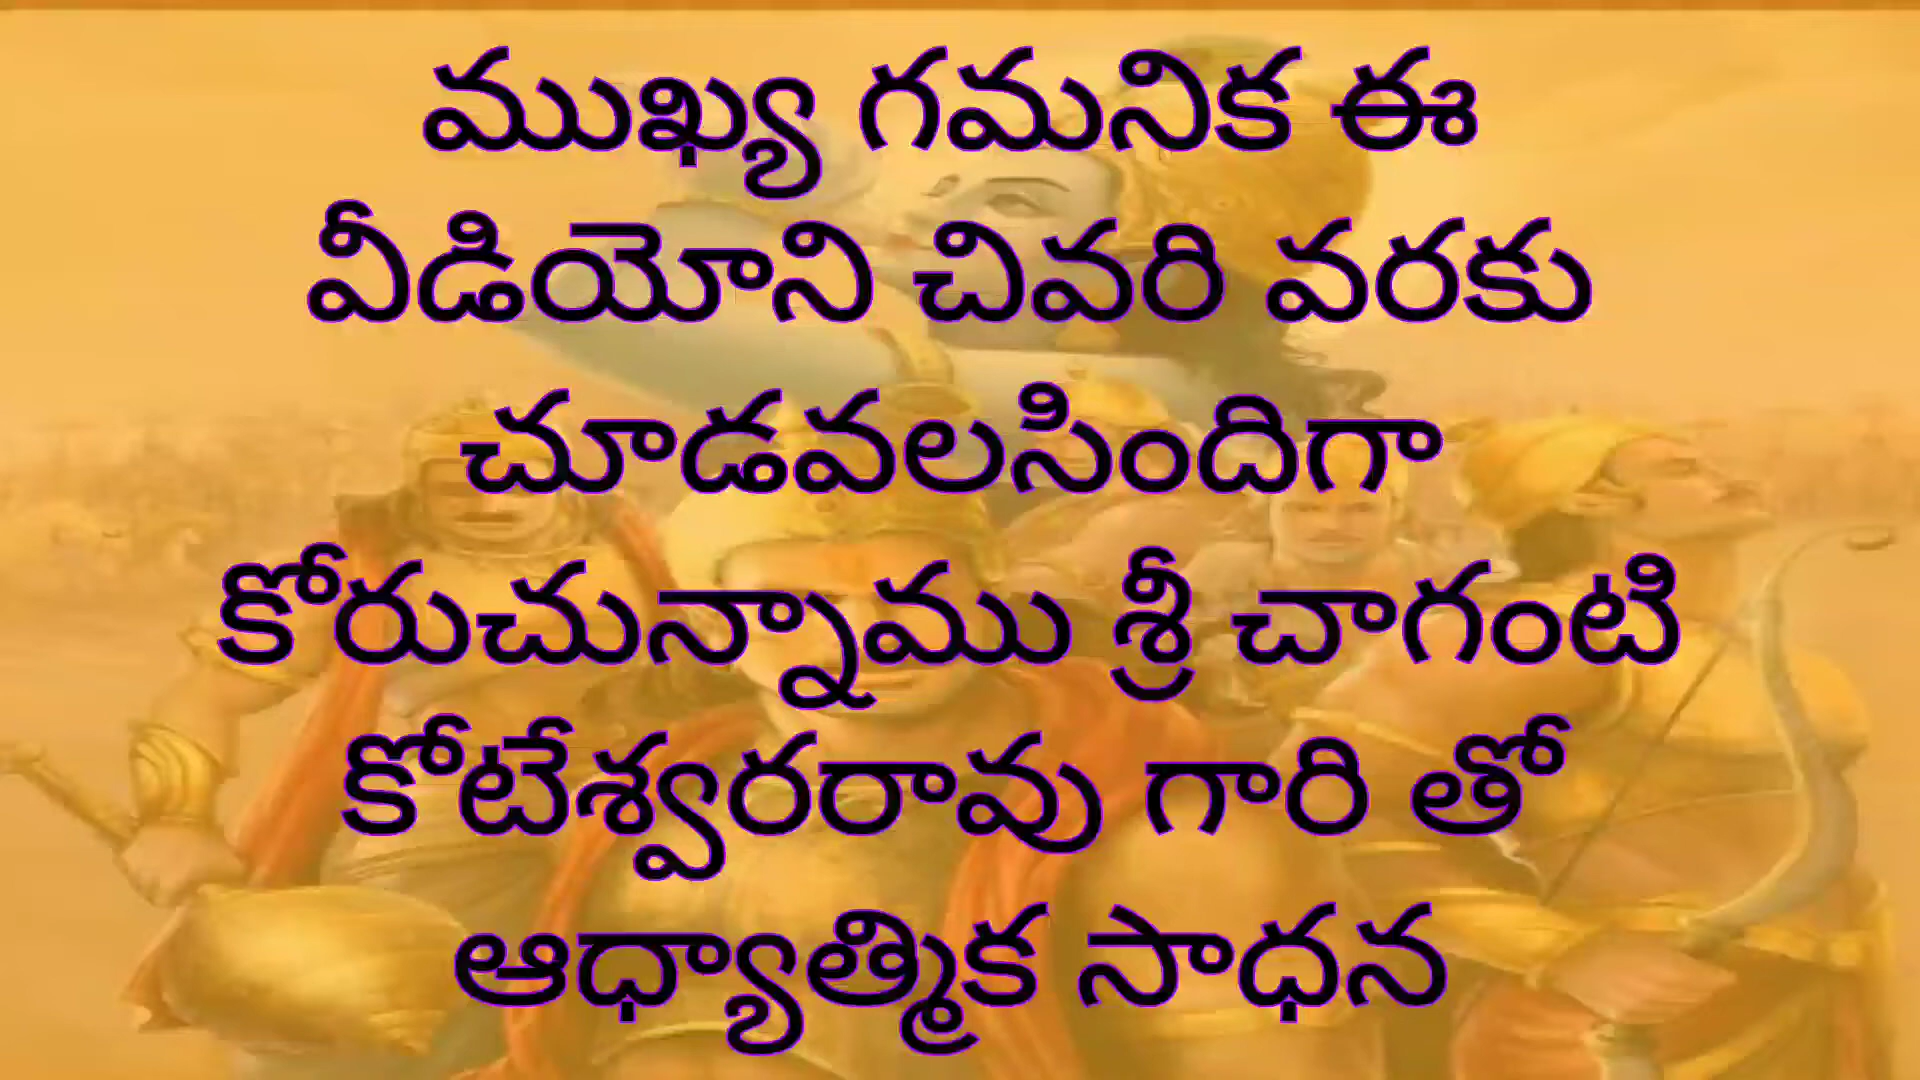 ముఖ్య గమనిక ఈ
వీడియోని చివరి వరకు
చూడవలసిందిగా
కోరుచున్నాము శ్రీ చాగంటి
కోటేశ్వరరావు గారి తో
ఆధ్యాత్మిక సాధన